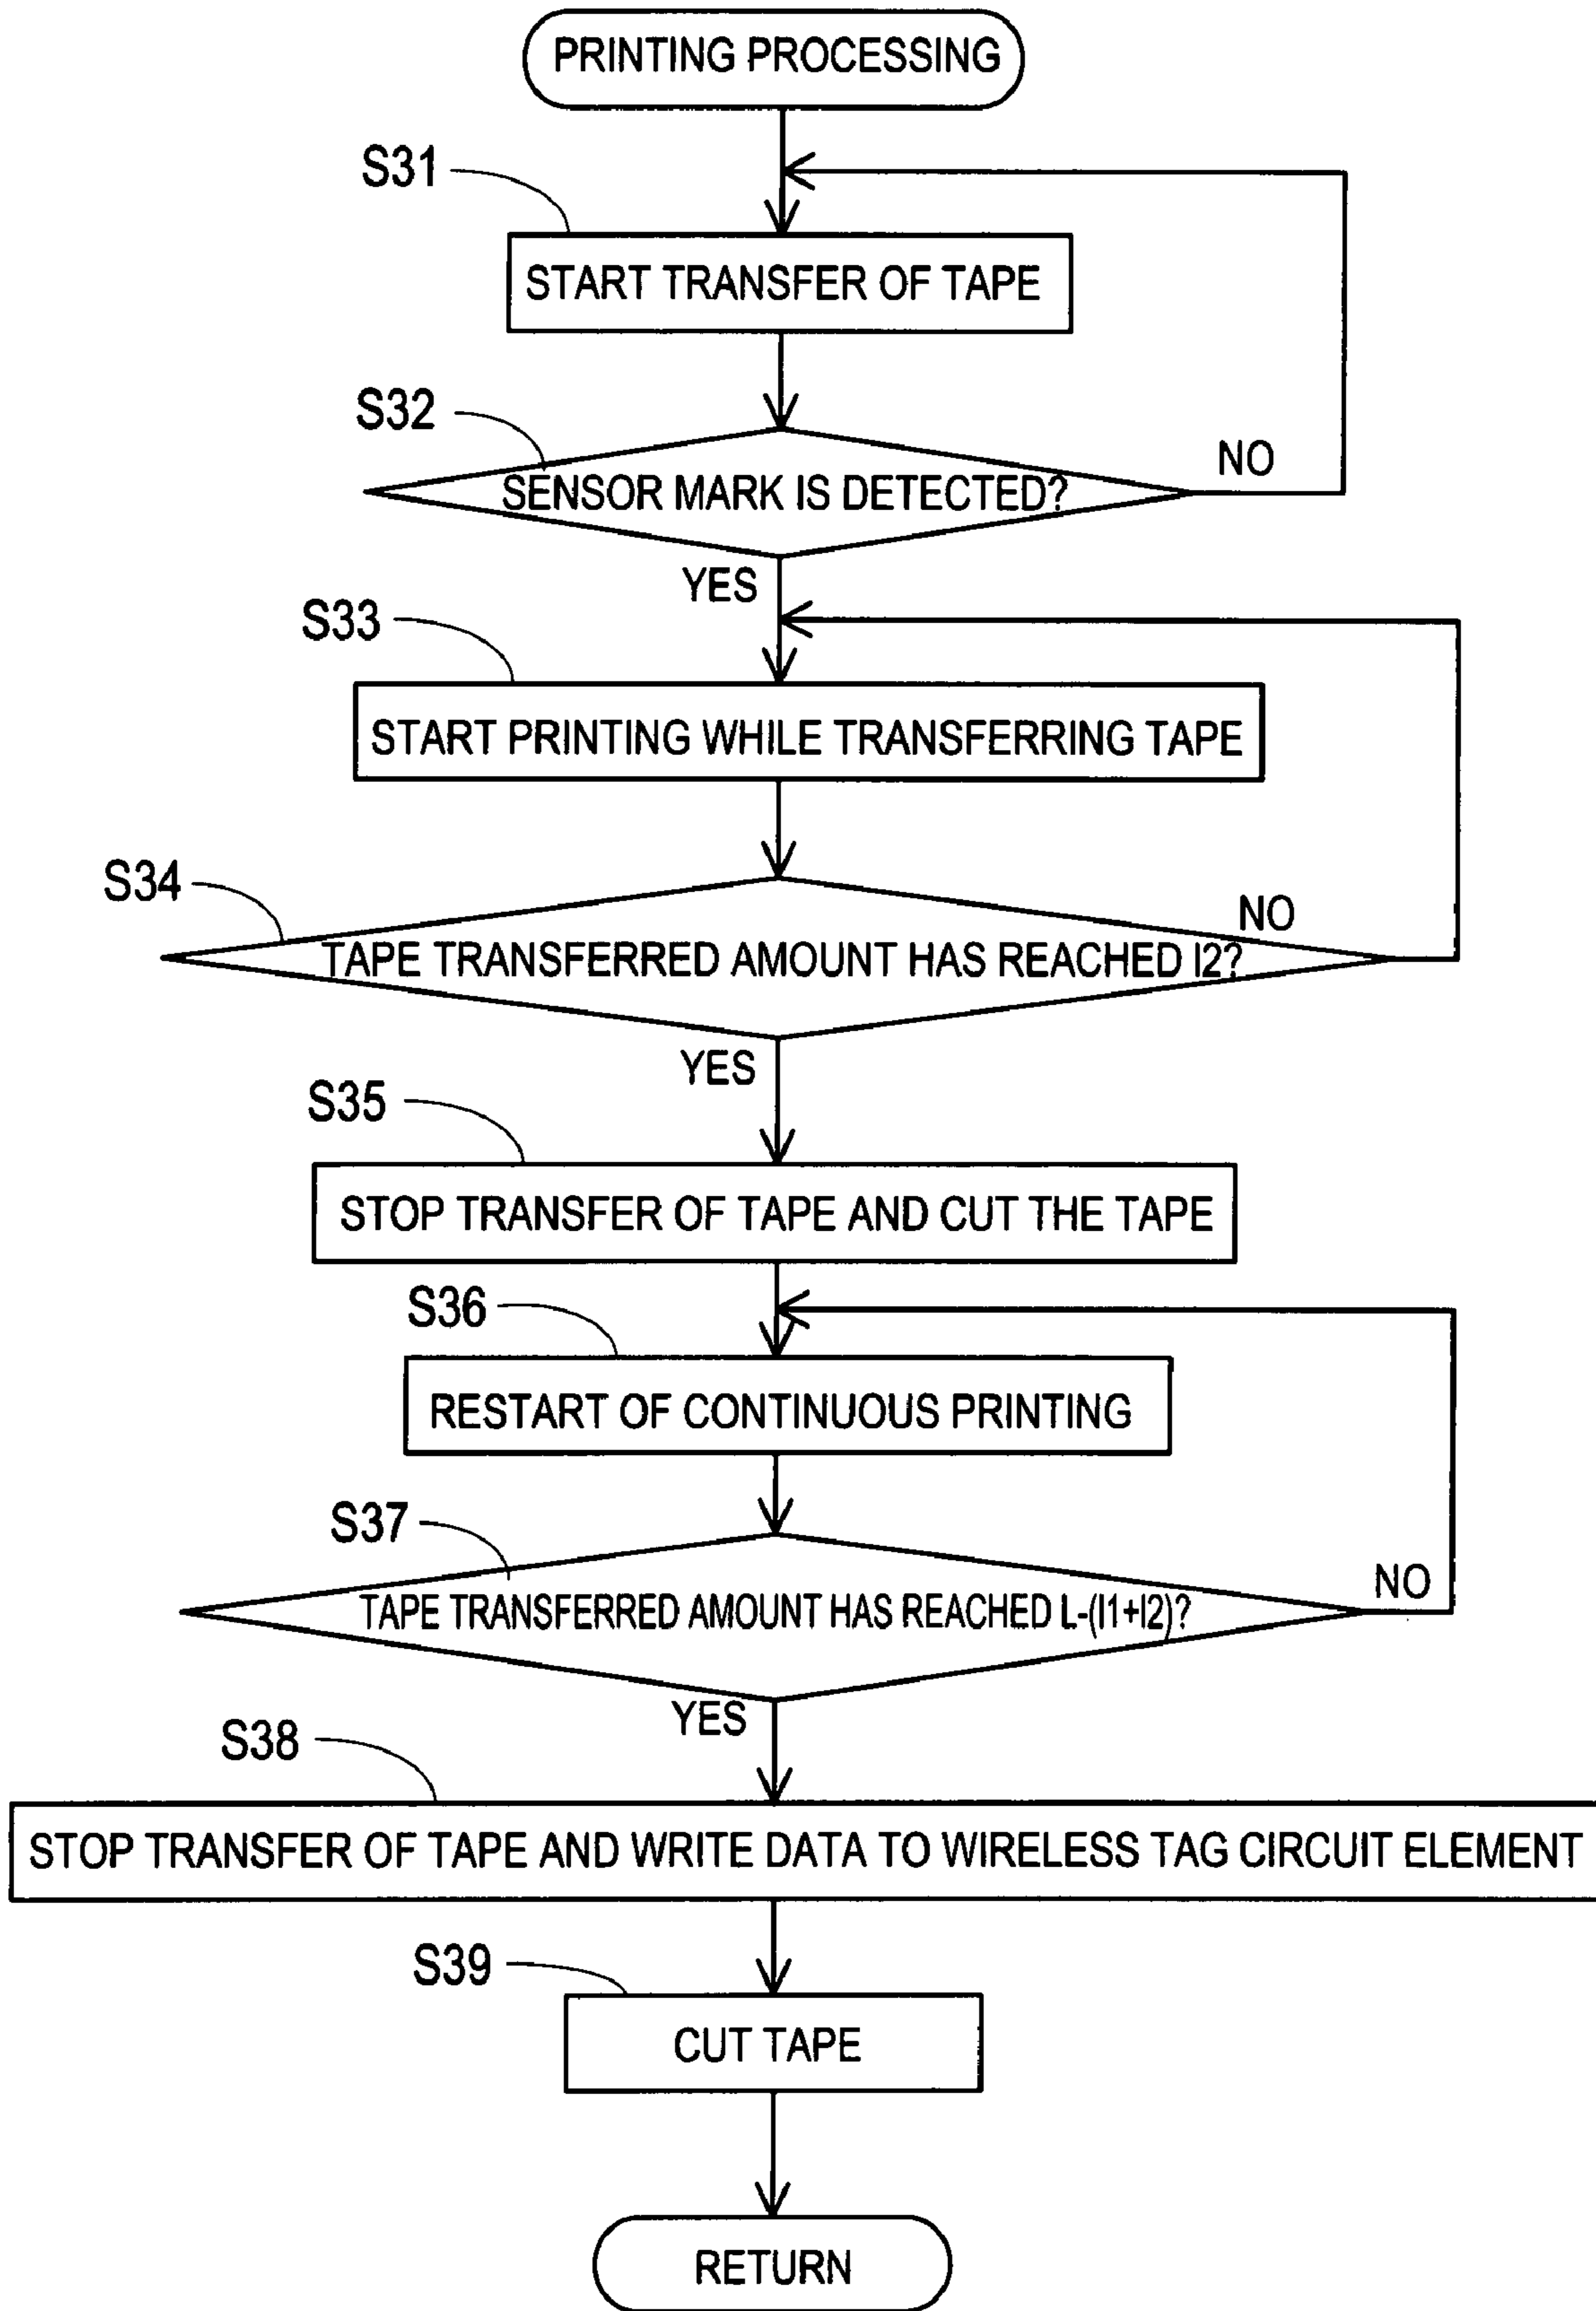 PRINTING PROCESSING
S31
START TRANSFER OF TAPE
S32
SENSOR MARK IS DETECTED?
NO
YES
S33
START PRINTING WHILE TRANSFERRING TAPE
S34
TAPE TRANSFERRED AMOUNT HAS REACHED l2?
NO
YES
S35
STOP TRANSFER OF TAPE AND CUT THE TAPE
S36
RESTART OF CONTINUOUS PRINTING
S37
TAPE TRANSFERRED AMOUNT HAS REACHED L-(l1+l2)?
NO
YES
S38
STOP TRANSFER OF TAPE AND WRITE DATA TO WIRELESS TAG CIRCUIT ELEMENT
S39
CUT TAPE
RETURN